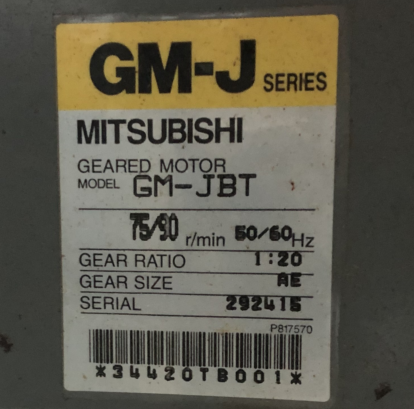 GM-J SERIES
MITSUBISHI
GEARED MOTOR
MODEL GM-JBT
75/90 r/min 50/60Hz
GEAR RATIO 1:20
GEAR SIZE AE
SERIAL 292415
P817570
*34420TB001*